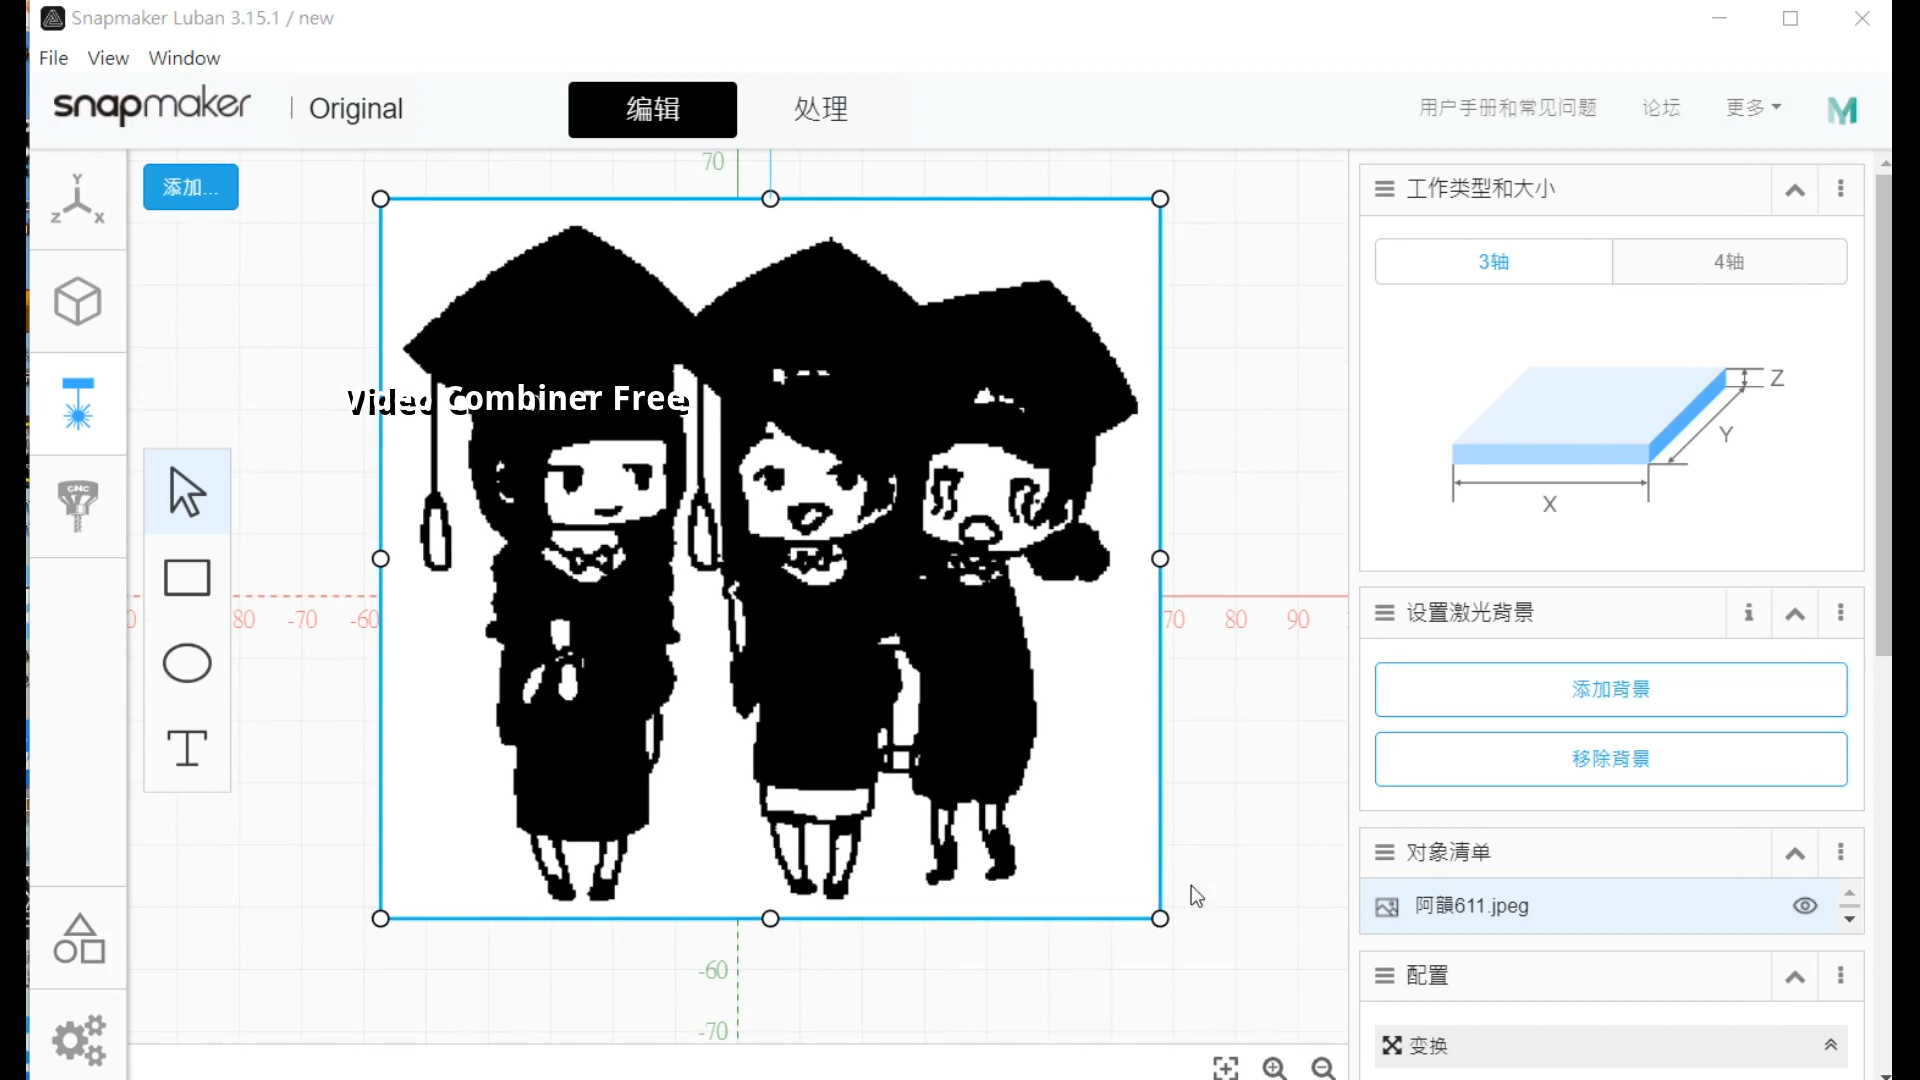 Snapmaker Luban 3.15.1 / new
File View Window
snapmaker | Original
编辑
处理
用户手册和常见问题
论坛
更多
添加...
70
Y
Z X
CNC
Video Combiner Free
0
80 -70 -60
70 80 90
-60
-70
工作类型和大小
3轴
4轴
Z
Y
X
设置激光背景
添加背景
移除背景
对象清单
阿韻611.jpeg
配置
变换